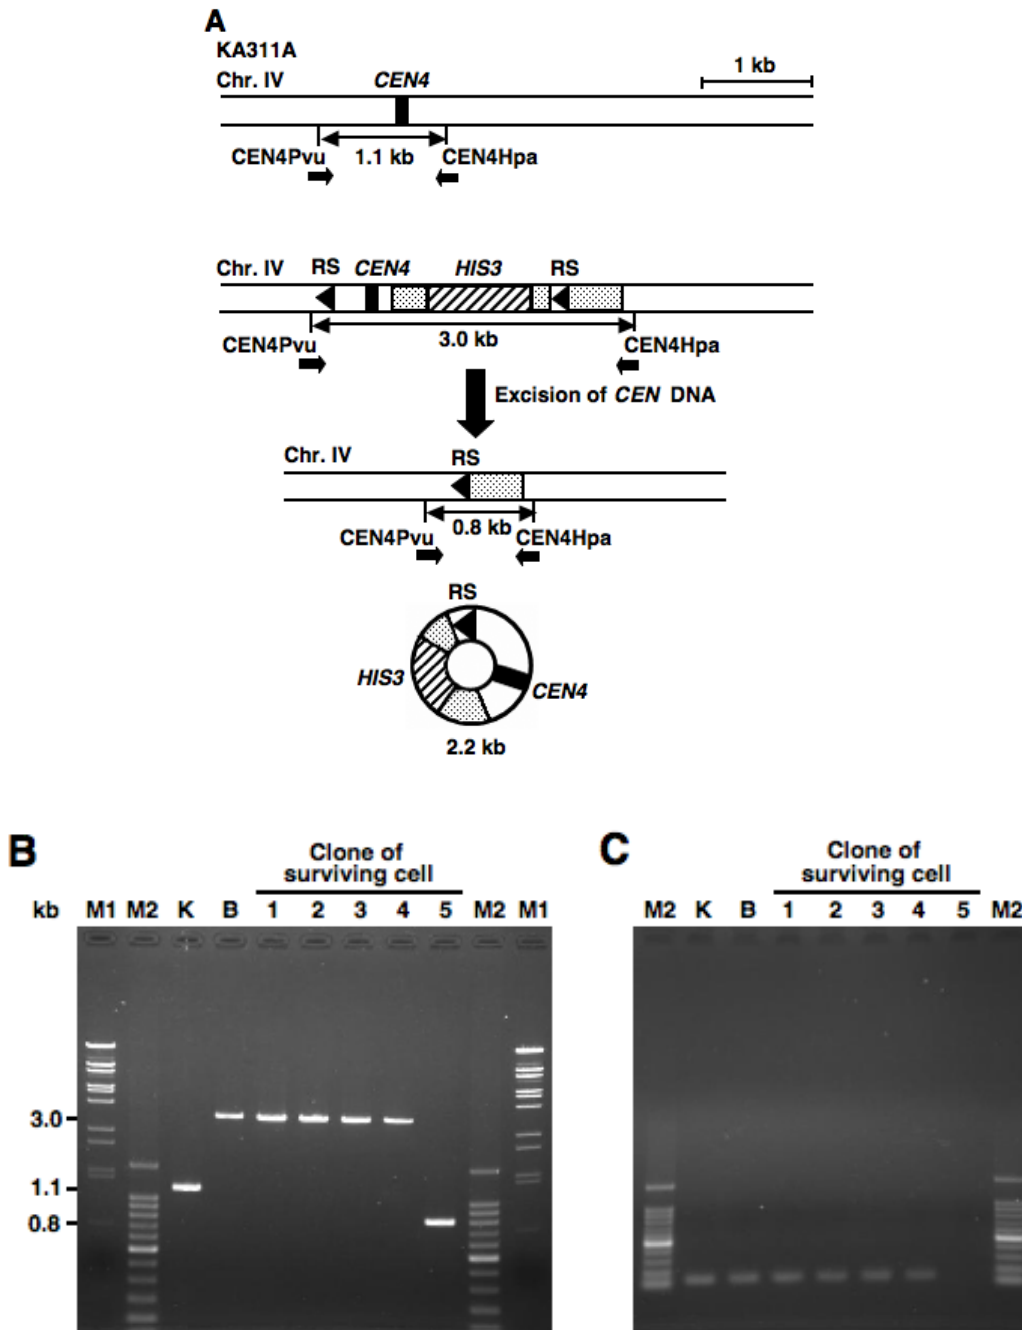 A
KA311A
Chr. IV CEN4 1 kb
CEN4Pvu 1.1 kb CEN4Hpa
Chr. IV RS CEN4 HIS3 RS
CEN4Pvu 3.0 kb CEN4Hpa
Excision of CEN DNA
Chr. IV RS
CEN4Pvu 0.8 kb CEN4Hpa
RS
HIS3 CEN4
2.2 kb
B
Clone of
surviving cell
kb M1 M2 K B 1 2 3 4 5 M2 M1
3.0
1.1
0.8
C
Clone of
surviving cell
M2 K B 1 2 3 4 5 M2